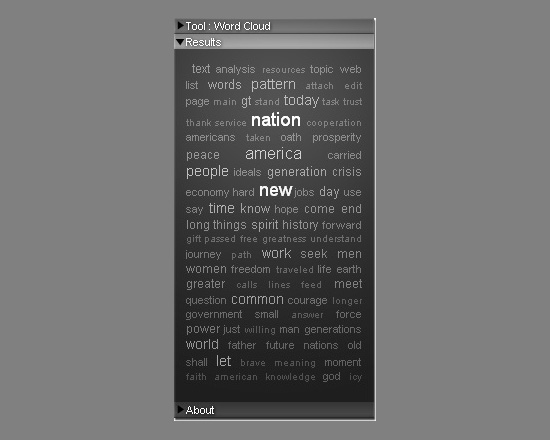 Tool : Word Cloud
Results
text analysis resources topic web
list words pattern attach edit
page main gt stand today task trust
thank service nation cooperation
americans taken oath prosperity
peace america carried
people ideals generation crisis
economy hard new jobs day use
say time know hope come end
long things spirit history forward
gift passed free greatness understand
journey path work seek men
women freedom traveled life earth
greater calls lines feed meet
question common courage longer
government small answer force
power just willing man generations
world father future nations old
shall let brave meaning moment
faith american knowledge god icy
About